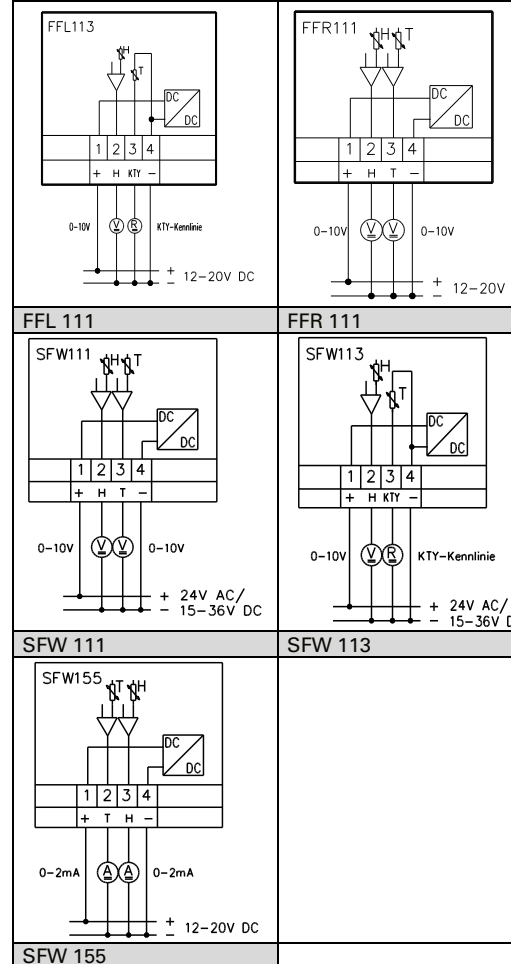 FFL113
H
T
DC
DC
1 2 3 4
+ H KTY −
0-10V V R KTY-Kennlinie
+ 12-20V DC
−
FFL 111
FFR111
H T
DC
DC
1 2 3 4
+ H T −
0-10V V V 0-10V
+
− 12-20V
FFR 111
SFW111
H T
DC
DC
1 2 3 4
+ H T −
0-10V V V 0-10V
+ 24V AC/
− 15-36V DC
SFW 111
SFW113
H
T
DC
DC
1 2 3 4
+ H KTY −
0-10V V R KTY-Kennlinie
+ 24V AC/
− 15-36V D
SFW 113
SFW155
T H
DC
DC
1 2 3 4
+ T H −
0-2mA A A 0-2mA
+
− 12-20V DC
SFW 155